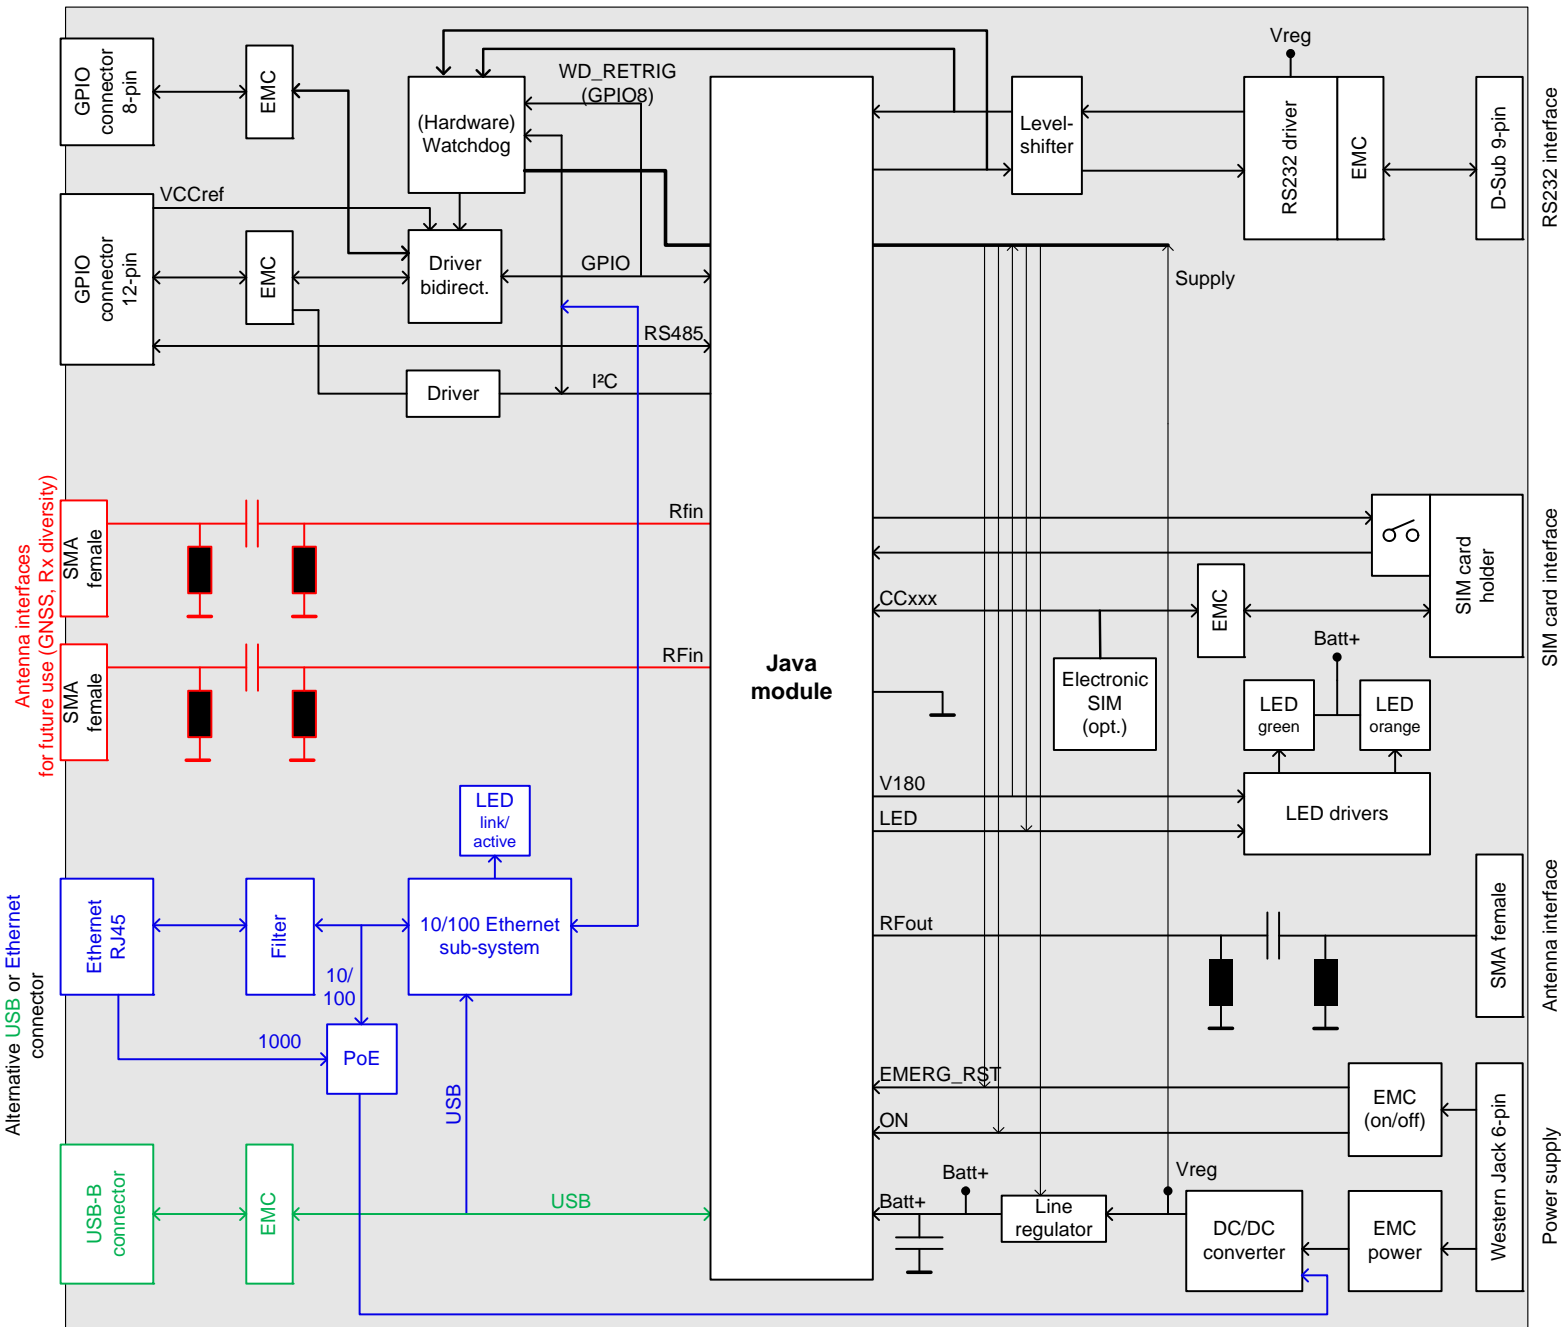 GPIO
connector
8-pin
EMC
(Hardware)
Watchdog
WD_RETRIG
(GPIO8)
Level-
shifter
Vreg
RS232 driver
EMC
D-Sub 9-pin
RS232 interface
GPIO
connector
12-pin
VCCref
EMC
Driver
bidirect.
GPIO
RS485
Driver
I²C
Supply
Antenna interfaces
for future use (GNSS, Rx diversity)
SMA
female
Rfin
SMA
female
RFin
Java
module
CCxxx
EMC
SIM card
holder
SIM card interface
Electronic
SIM
(opt.)
Batt+
LED
green
LED
orange
V180
LED
LED drivers
LED
link/
active
Alternative USB or Ethernet
connector
Ethernet
RJ45
Filter
10/100 Ethernet
sub-system
10/
100
1000
PoE
USB
RFout
SMA female
Antenna interface
EMERG_RST
ON
EMC
(on/off)
Western Jack 6-pin
Power supply
USB-B
connector
EMC
USB
Batt+
Batt+
Line
regulator
Vreg
DC/DC
converter
EMC
power